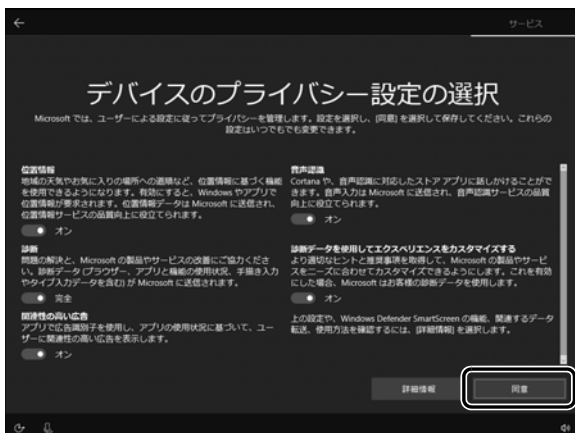 サービス
デバイスのプライバシー設定の選択
Microsoft では、ユーザーによる設定に従ってプライバシーを管理します。設定を選択し、[同意] を選択して保存してください。これらの
設定はいつでもでも変更できます。
位置情報
地域の天気やお気に入りの場所への道順など、位置情報に基づく機能
を使用できるようになります。有効にすると、Windows やアプリで
位置情報が要求されます。位置情報データは Microsoft に送信され、
位置情報サービスの品質向上に役立てられます。
オン
診断
問題の解決と、Microsoft の製品やサービスの改善にご協力くださ
い。診断データ (ブラウザー、アプリと機能の使用状況、手描き入力
やタイプ入力データを含む) が Microsoft に送信されます。
完全
関連性の高い広告
アプリで広告識別子を使用し、アプリの使用状況に基づいて、ユー
ザーに関連性の高い広告を表示します。
オン
音声認識
Cortana や、音声認識に対応したストア アプリに話しかけることがで
きます。音声入力は Microsoft に送信され、音声認識サービスの品質
向上に役立てられます。
オン
診断データを使用してエクスペリエンスをカスタマイズする
より適切なヒントと推奨事項を取得して、Microsoft の製品やサービ
スをニーズに合わせてカスタマイズできるようにします。これを有効
にした場合、Microsoft はお客様の診断データを使用します。
オン
上の設定や、Windows Defender SmartScreen の機能、関連するデータ
転送、使用方法を確認するには、[詳細情報] を選択します。
詳細情報
同意